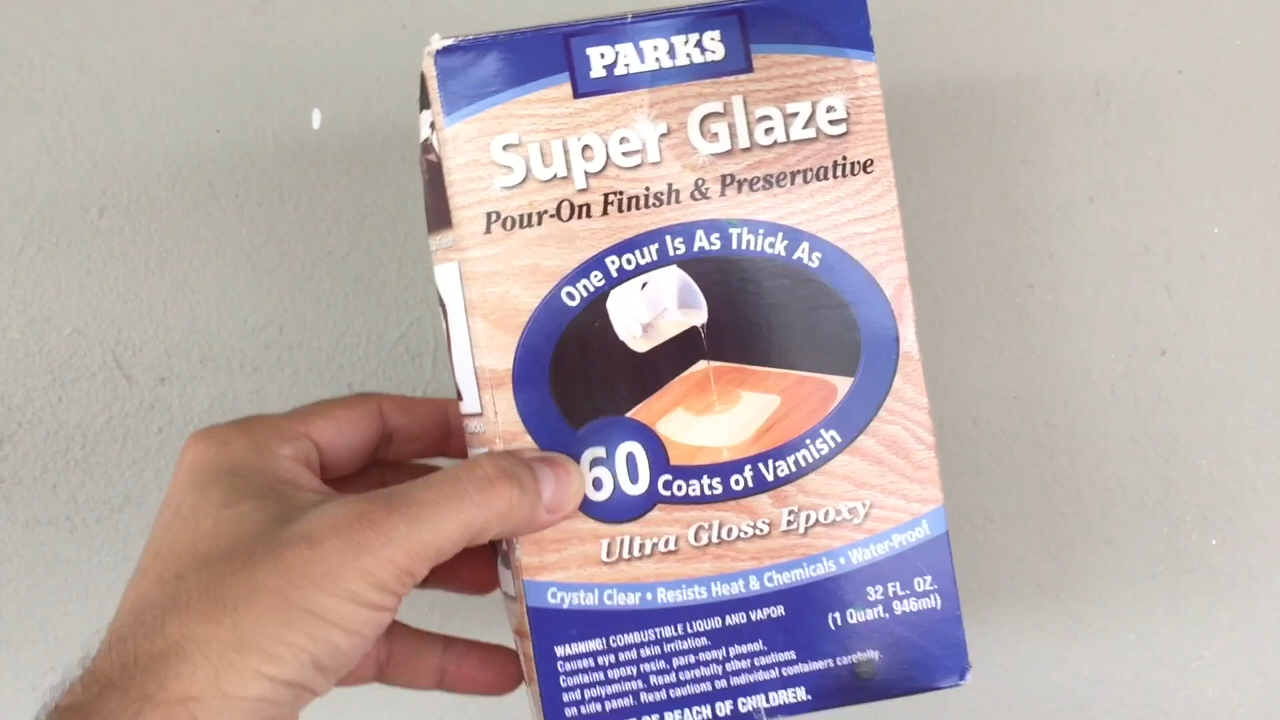 PARKS
Super Glaze
Pour-On Finish & Preservative
One Pour Is As Thick As
60 Coats of Varnish
Ultra Gloss Epoxy
Crystal Clear • Resists Heat & Chemicals • Water-Proof
32 FL. OZ.
(1 Quart, 946ml)
WARNING! COMBUSTIBLE LIQUID AND VAPOR
Causes eye and skin irritation.
Contains epoxy resin, para-nonyl phenol,
and polyamines. Read carefully other cautions
on side panel. Read cautions on individual containers carefully.
OF REACH OF CHILDREN.